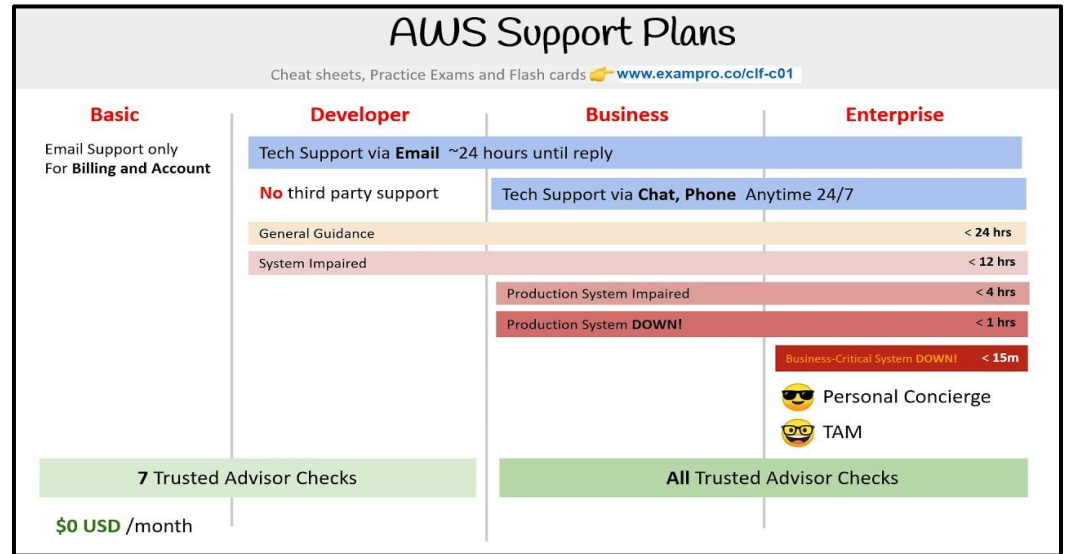 AWS Support Plans
Cheat sheets, Practice Exams and Flash cards 👉 www.exampro.co/clf-c01
Basic
Developer
Business
Enterprise
Email Support only
For Billing and Account
Tech Support via Email ~24 hours until reply
No third party support
Tech Support via Chat, Phone Anytime 24/7
General Guidance < 24 hrs
System Impaired < 12 hrs
Production System Impaired < 4 hrs
Production System DOWN! < 1 hrs
Business-Critical System DOWN! < 15m
😎 Personal Concierge
🤓 TAM
7 Trusted Advisor Checks
All Trusted Advisor Checks
$0 USD /month